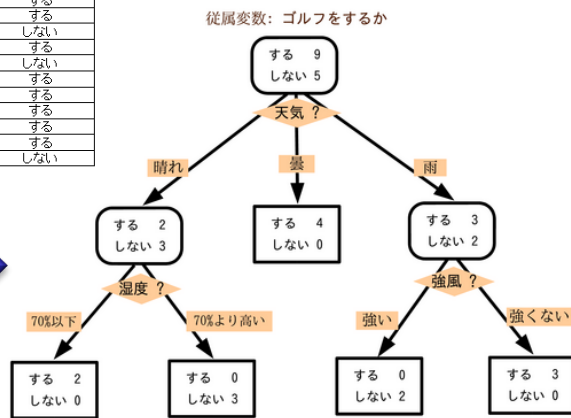 する
する
しない
する
しない
する
する
する
する
する
しない
従属変数: ゴルフをするか
する 9
しない 5
天気 ?
晴れ
曇
雨
する 2
しない 3
する 4
しない 0
する 3
しない 2
湿度 ?
強風 ?
70%以下
70%より高い
強い
強くない
する 2
しない 0
する 0
しない 3
する 0
しない 2
する 3
しない 0